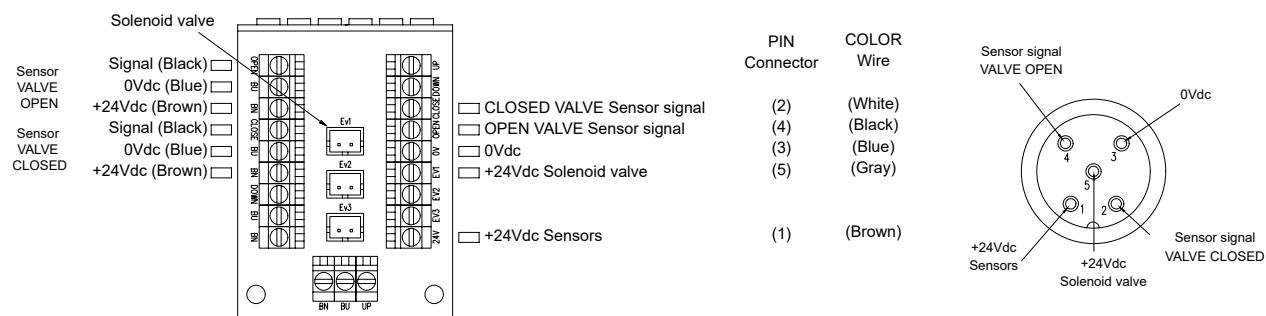 Solenoid valve
Sensor
VALVE
OPEN
Signal (Black)
0Vdc (Blue)
+24Vdc (Brown)
Sensor
VALVE
CLOSED
Signal (Black)
0Vdc (Blue)
+24Vdc (Brown)
OPEN
BU
BN
CLOSE
BU
BN
DOWN
BU
BN
Ev1
Ev2
Ev3
UP
DOWN
CLOSE
OPEN
0V
EV1
EV2
EV3
24V
BN BU UP
PIN
Connector
COLOR
Wire
CLOSED VALVE Sensor signal (2) (White)
OPEN VALVE Sensor signal (4) (Black)
0Vdc (3) (Blue)
+24Vdc Solenoid valve (5) (Gray)
+24Vdc Sensors (1) (Brown)
Sensor signal
VALVE OPEN
0Vdc
4
3
5
1
2
+24Vdc
Sensors
+24Vdc
Solenoid valve
Sensor signal
VALVE CLOSED